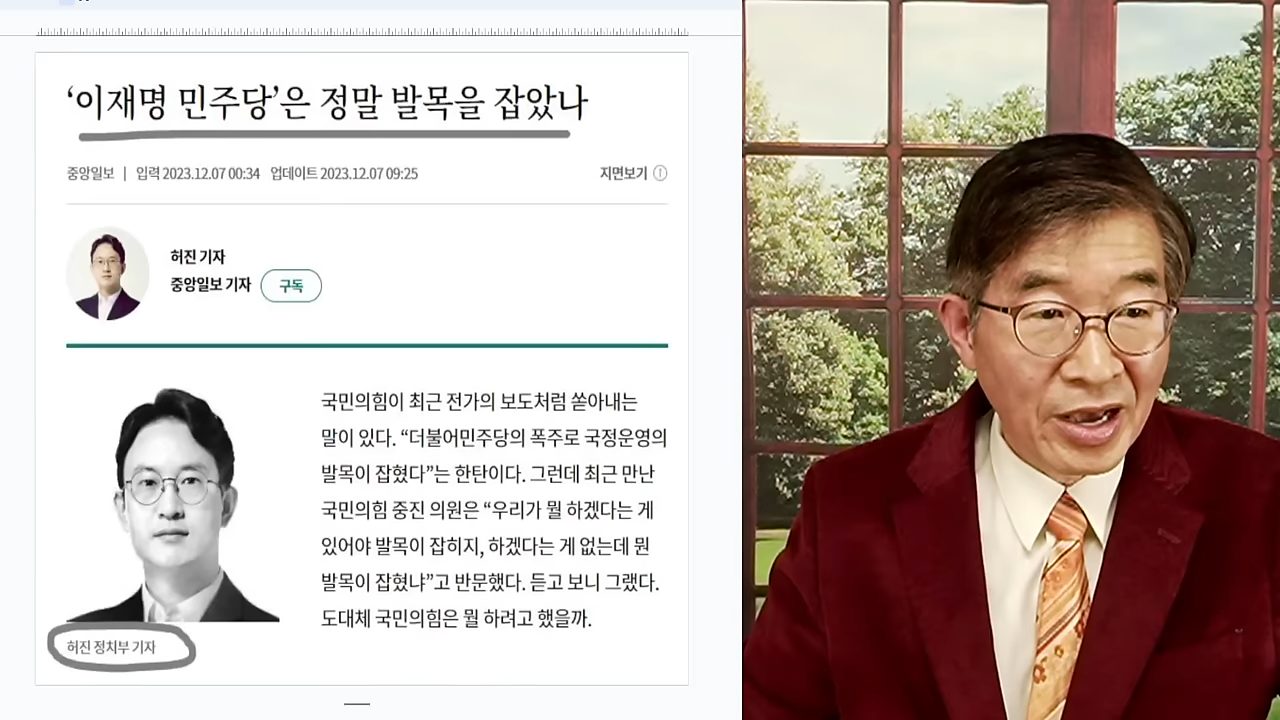 ‘이재명 민주당’은 정말 발목을 잡았나
중앙일보 | 입력 2023.12.07 00:34 업데이트 2023.12.07 09:25 지면보기
허진 기자
중앙일보 기자 구독
국민의힘이 최근 전가의 보도처럼 쏟아내는
말이 있다. “더불어민주당의 폭주로 국정운영의
발목이 잡혔다”는 한탄이다. 그런데 최근 만난
국민의힘 중진 의원은 “우리가 뭘 하겠다는 게
있어야 발목이 잡히지, 하겠다는 게 없는데 뭔
발목이 잡혔냐”고 반문했다. 듣고 보니 그랬다.
도대체 국민의힘은 뭘 하려고 했을까.
허진 정치부 기자